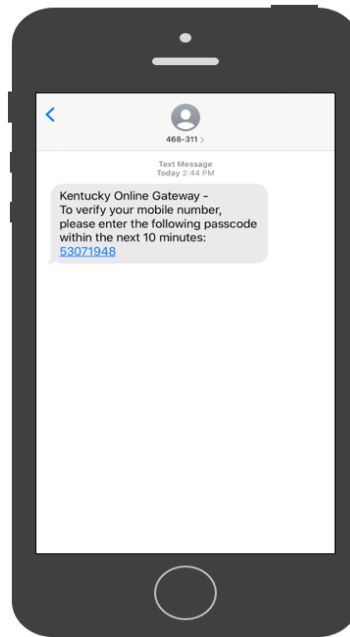 468-311 >
Text Message
Today 2:44 PM
Kentucky Online Gateway -
To verify your mobile number,
please enter the following passcode
within the next 10 minutes:
53071948